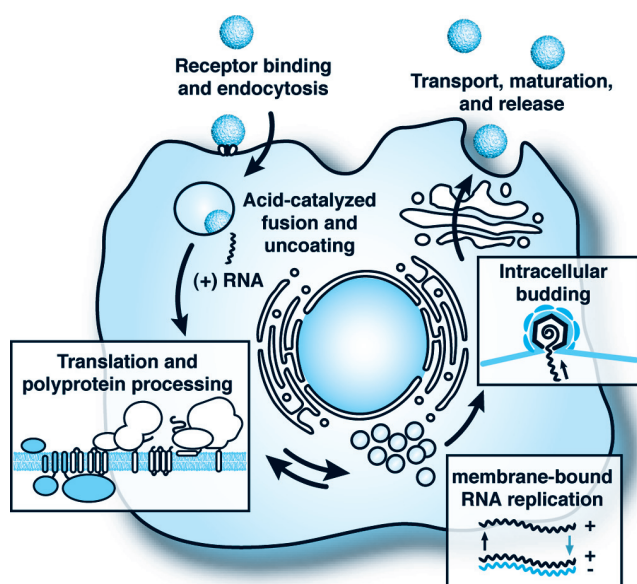 Receptor binding
and endocytosis
Transport, maturation,
and release
Acid-catalyzed
fusion and
uncoating
(+) RNA
Intracellular
budding
Translation and
polyprotein processing
membrane-bound
RNA replication
+
+
-